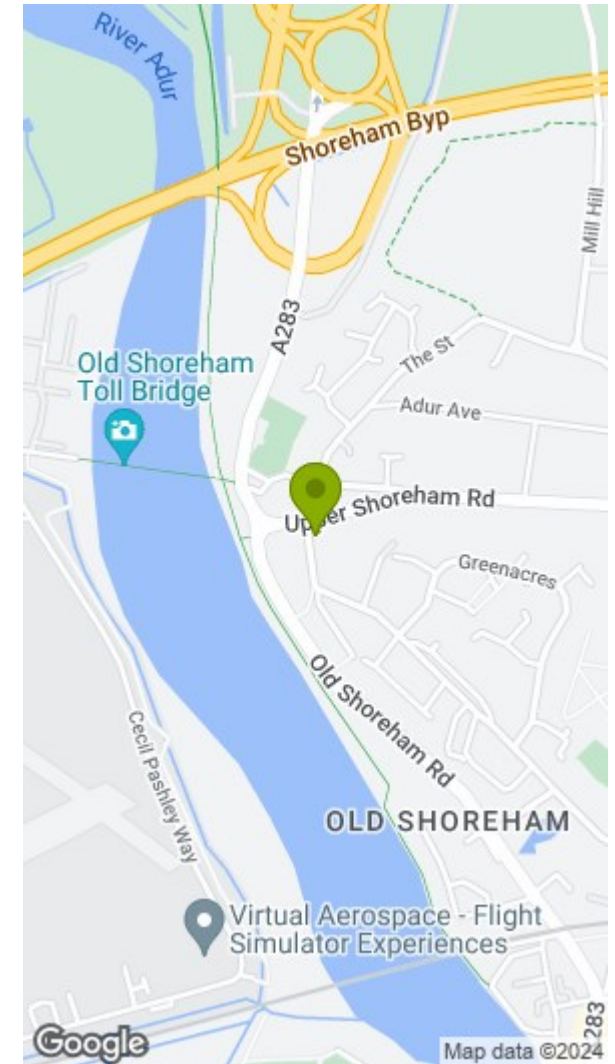 River Adur
Shoreham Byp
Mill Hill
A283
The St
Old Shoreham
Toll Bridge
Adur Ave
Upper Shoreham Rd
Greenacres
Old Shoreham Rd
Cecil Pashley Way
OLD SHOREHAM
Virtual Aerospace - Flight
Simulator Experiences
283
Google
Map data ©2024